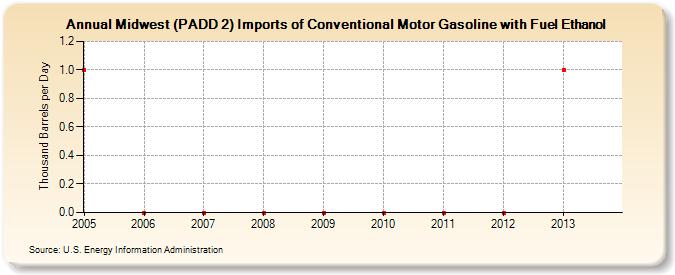 Annual Midwest (PADD 2) Imports of Conventional Motor Gasoline with Fuel Ethanol
Thousand Barrels per Day
1.2
1.0
0.8
0.6
0.4
0.2
0.0
2005 2006 2007 2008 2009 2010 2011 2012 2013
Source: U.S. Energy Information Administration